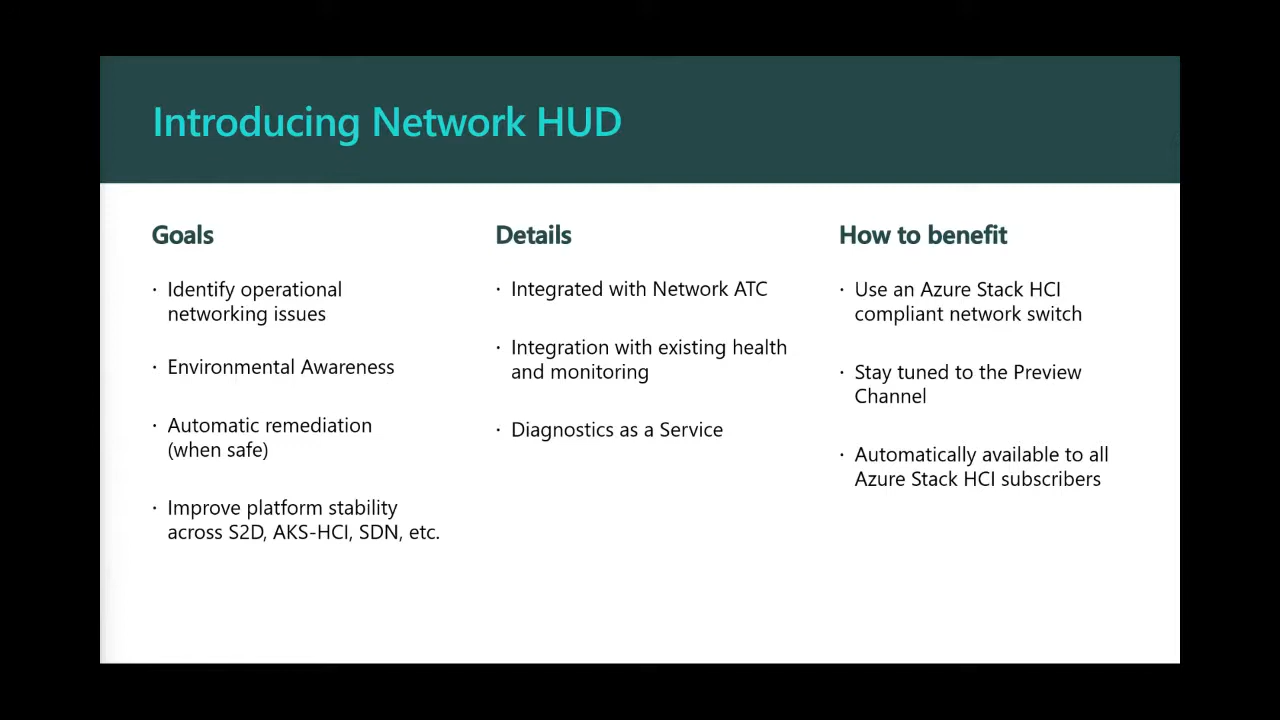 Introducing Network HUD
Goals
· Identify operational
networking issues
· Environmental Awareness
· Automatic remediation
(when safe)
· Improve platform stability
across S2D, AKS-HCI, SDN, etc.
Details
· Integrated with Network ATC
· Integration with existing health
and monitoring
· Diagnostics as a Service
How to benefit
· Use an Azure Stack HCI
compliant network switch
· Stay tuned to the Preview
Channel
· Automatically available to all
Azure Stack HCI subscribers